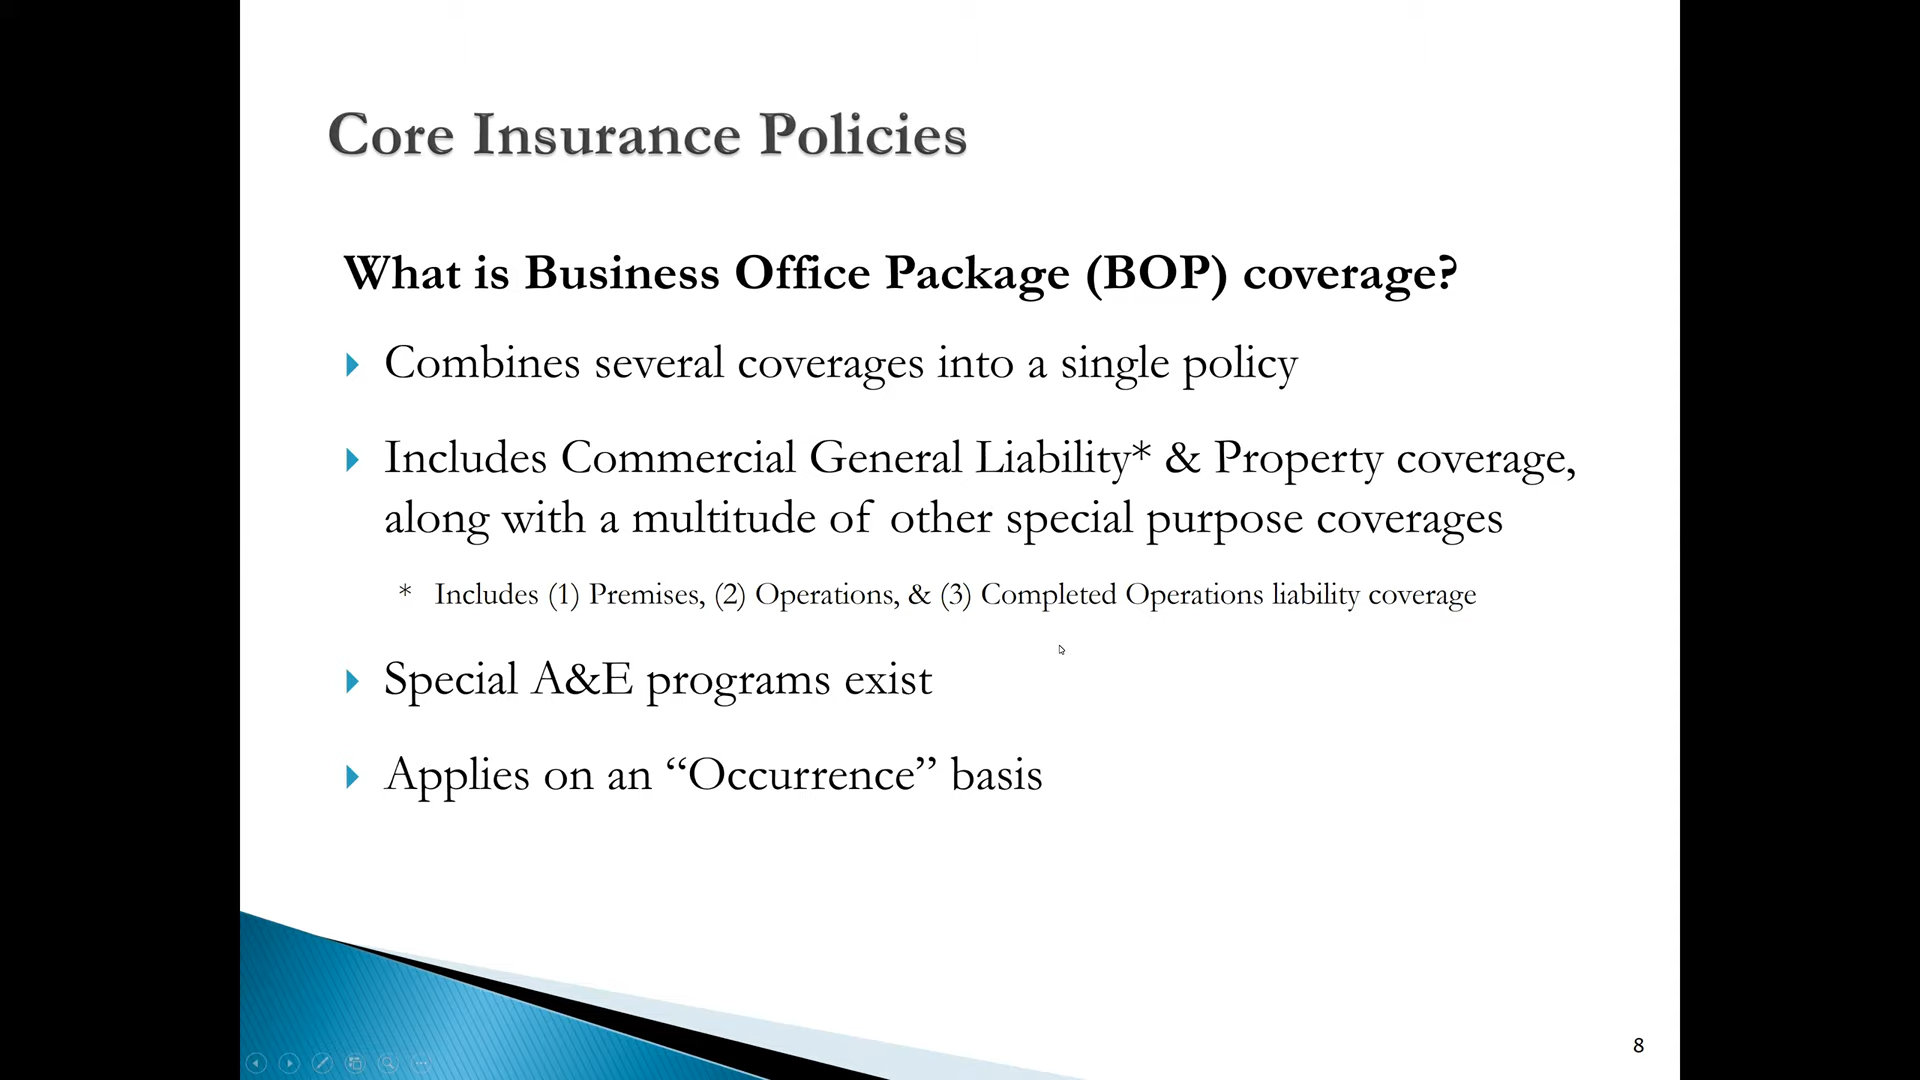 Core Insurance Policies
What is Business Office Package (BOP) coverage?
Combines several coverages into a single policy
Includes Commercial General Liability* & Property coverage,
along with a multitude of other special purpose coverages
* Includes (1) Premises, (2) Operations, & (3) Completed Operations liability coverage
Special A&E programs exist
Applies on an “Occurrence” basis
8